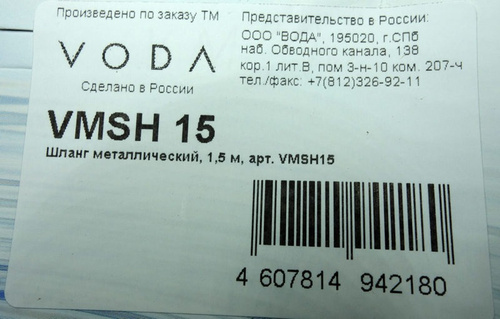 Произведено по заказу ТМ
VODA
Сделано в России
Представительство в России:
ООО "ВОДА", 195020, г.СПб
наб. Обводного канала, 138
кор.1 лит.В, пом 3-н-10 ком. 207-ч
тел./факс: +7(812)326-92-11
VMSH 15
Шланг металлический, 1,5 м, арт. VMSH15
4 607814 942180